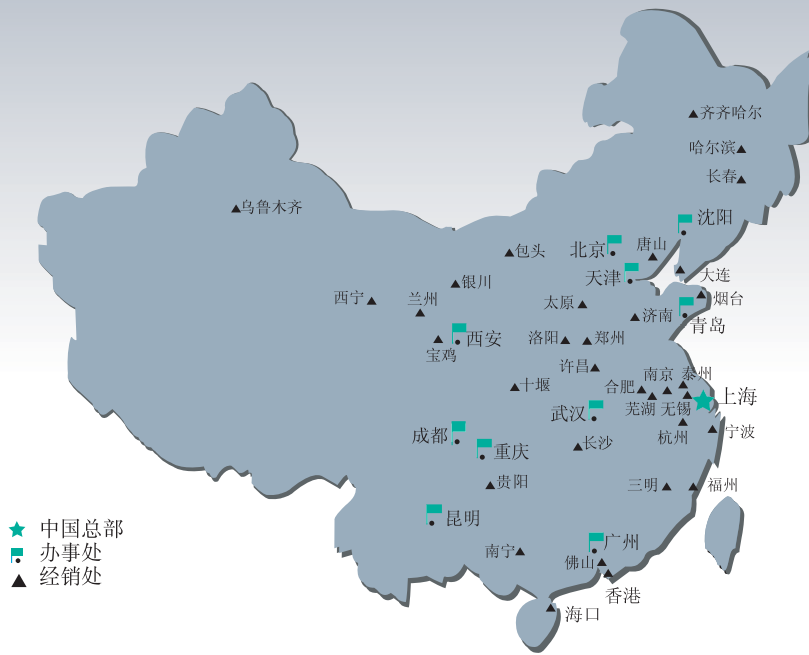 齐齐哈尔
哈尔滨
长春
乌鲁木齐
沈阳
北京
唐山
包头
天津
大连
银川
西宁
兰州
太原
烟台
济南
青岛
宝鸡
西安
洛阳
郑州
许昌
十堰
合肥
南京
泰州
上海
芜湖
无锡
武汉
杭州
宁波
成都
重庆
长沙
贵阳
三明
福州
昆明
南宁
广州
佛山
香港
海口
中国总部
办事处
经销处